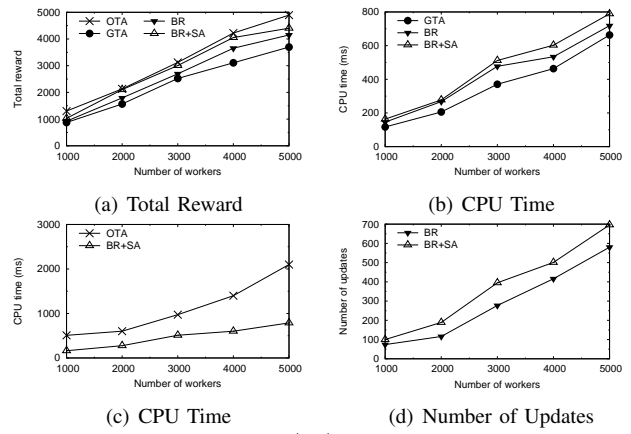 OTA
GTA
BR
BR+SA
Total reward
5000
4000
3000
2000
1000
0
1000 2000 3000 4000 5000
Number of workers
(a) Total Reward
GTA
BR
BR+SA
CPU time (ms)
800
600
400
200
0
1000 2000 3000 4000 5000
Number of workers
(b) CPU Time
OTA
BR+SA
CPU time (ms)
3000
2000
1000
0
1000 2000 3000 4000 5000
Number of workers
(c) CPU Time
BR
BR+SA
Number of updates
700
600
500
400
300
200
100
0
1000 2000 3000 4000 5000
Number of workers
(d) Number of Updates